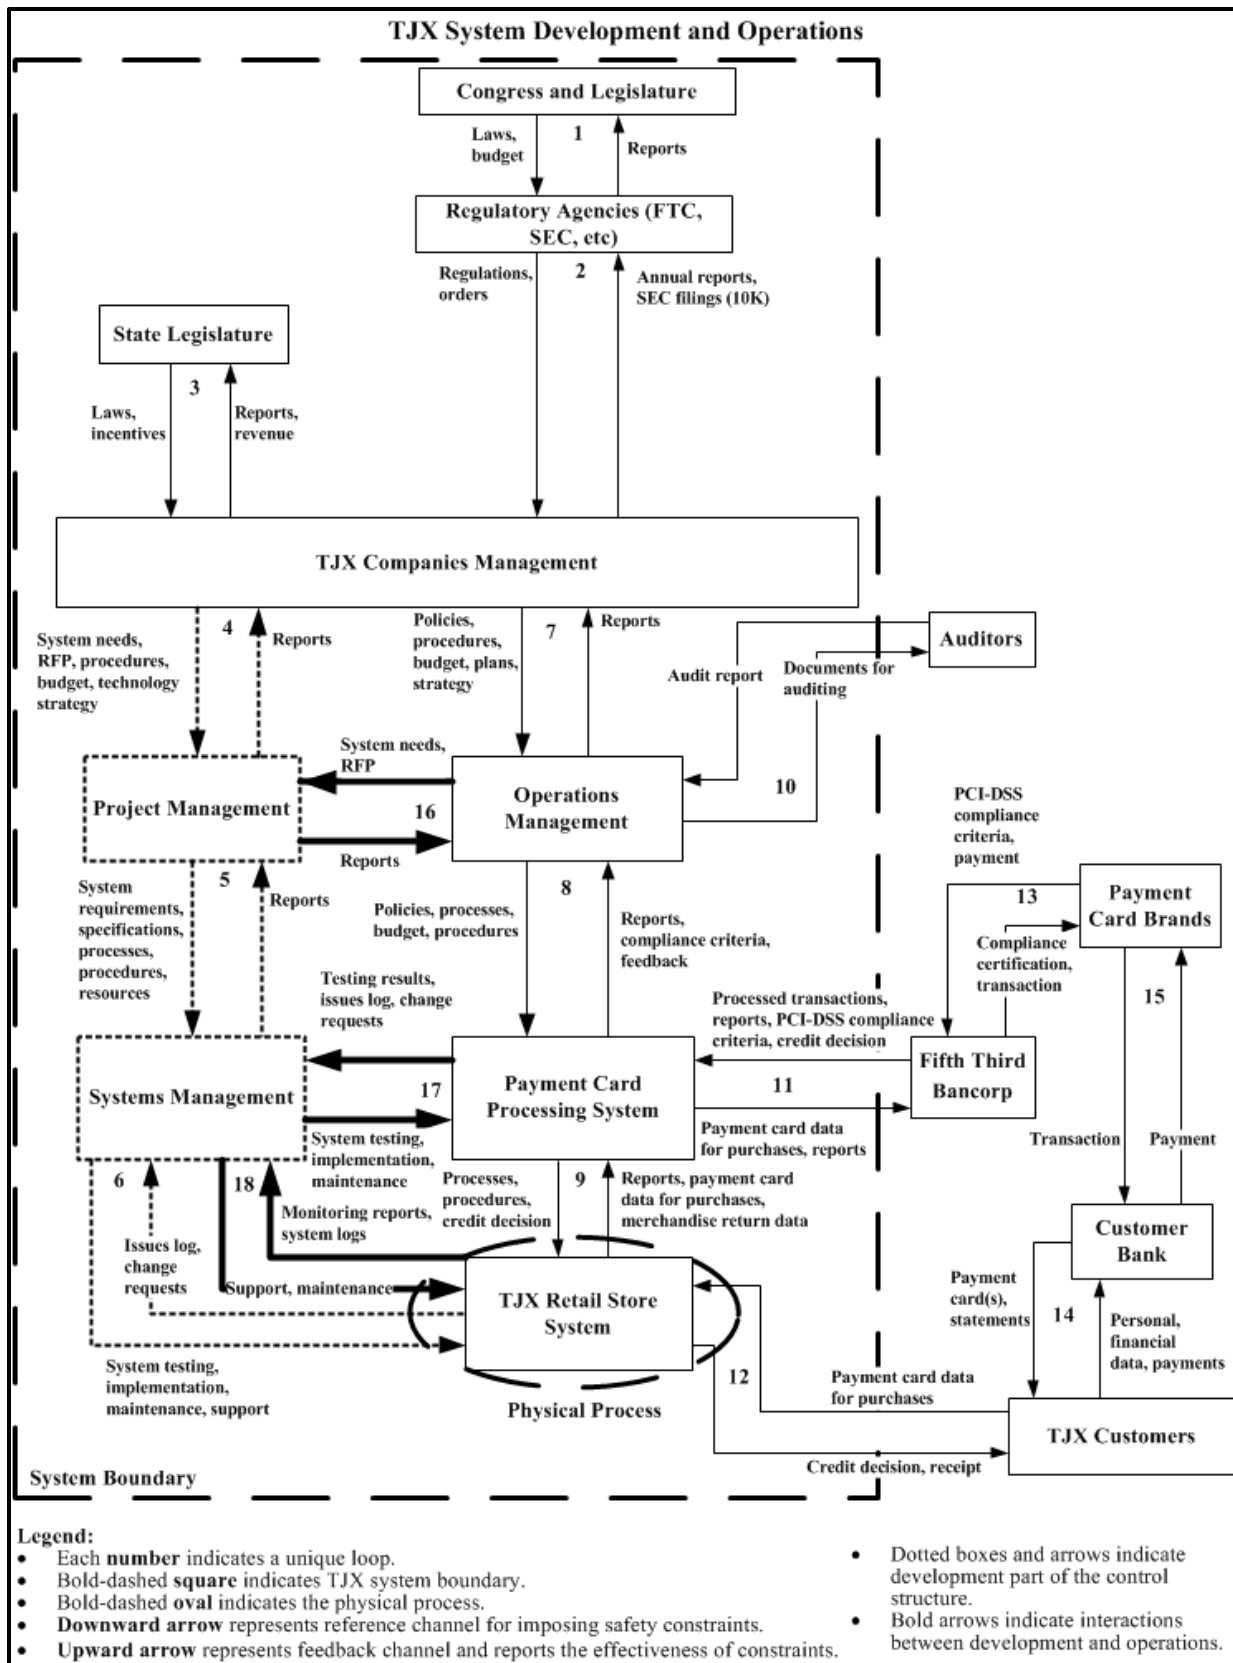 TJX System Development and Operations
Congress and Legislature
Laws,
budget
1
Reports
Regulatory Agencies (FTC,
SEC, etc)
Regulations,
orders
2
Annual reports,
SEC filings (10K)
State Legislature
3
Laws,
incentives
Reports,
revenue
TJX Companies Management
System needs,
RFP, procedures,
budget, technology
strategy
4
Reports
Policies,
procedures,
budget, plans,
strategy
7
Reports
Audit report
Documents for
auditing
Auditors
System needs,
RFP
Project Management
16
Reports
Operations
Management
10
PCI-DSS
compliance
criteria,
payment
System
requirements,
specifications,
processes,
procedures,
resources
5
Reports
Policies, processes,
budget, procedures
8
Reports,
compliance criteria,
feedback
13
Payment
Card Brands
Compliance
certification,
transaction
15
Testing results,
issues log, change
requests
Processed transactions,
reports, PCI-DSS compliance
criteria, credit decision
Systems Management
17
Payment Card
Processing System
11
Fifth Third
Bancorp
System testing,
implementation,
maintenance
Payment card data
for purchases, reports
Transaction
Payment
6
18
Monitoring reports,
system logs
Processes,
procedures,
credit decision
9
Reports, payment card
data for purchases,
merchandise return data
Customer
Bank
Issues log,
change
requests
Support, maintenance
TJX Retail Store
System
Payment
card(s),
statements
14
Personal,
financial
data, payments
System testing,
implementation,
maintenance, support
Physical Process
12
Payment card data
for purchases
TJX Customers
Credit decision, receipt
System Boundary
Legend:
• Each number indicates a unique loop.
• Bold-dashed square indicates TJX system boundary.
• Bold-dashed oval indicates the physical process.
• Downward arrow represents reference channel for imposing safety constraints.
• Upward arrow represents feedback channel and reports the effectiveness of constraints.
• Dotted boxes and arrows indicate
development part of the control
structure.
• Bold arrows indicate interactions
between development and operations.